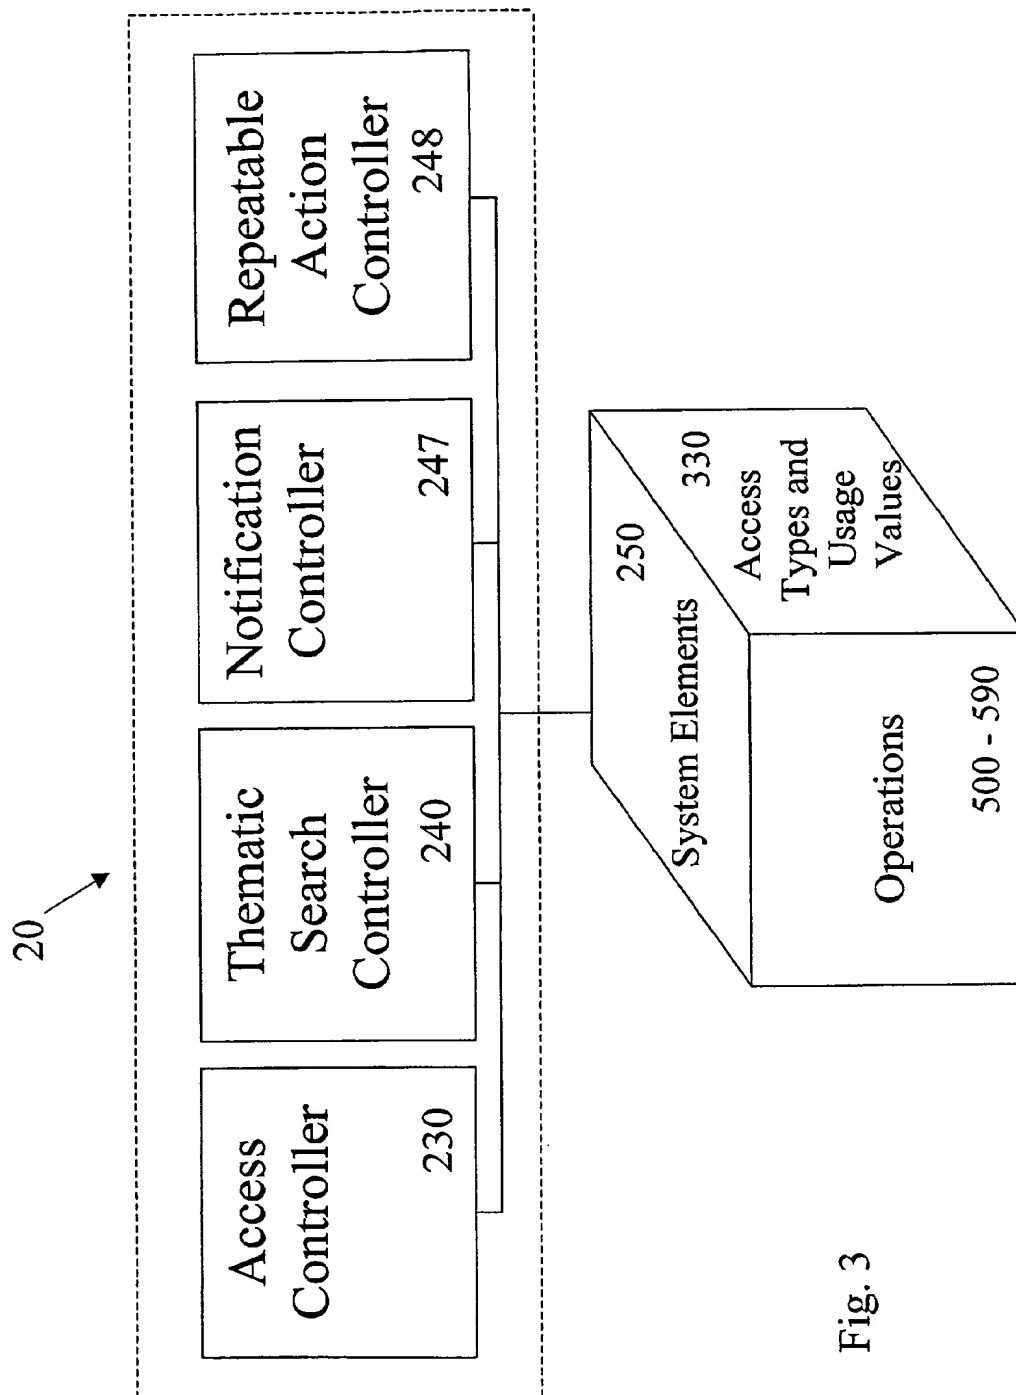 20
Access
Controller
230
Thematic
Search
Controller
240
Notification
Controller
247
Repeatable
Action
Controller
248
System Elements
250
330
Access
Types and
Usage
Values
Operations
500 - 590
Fig. 3